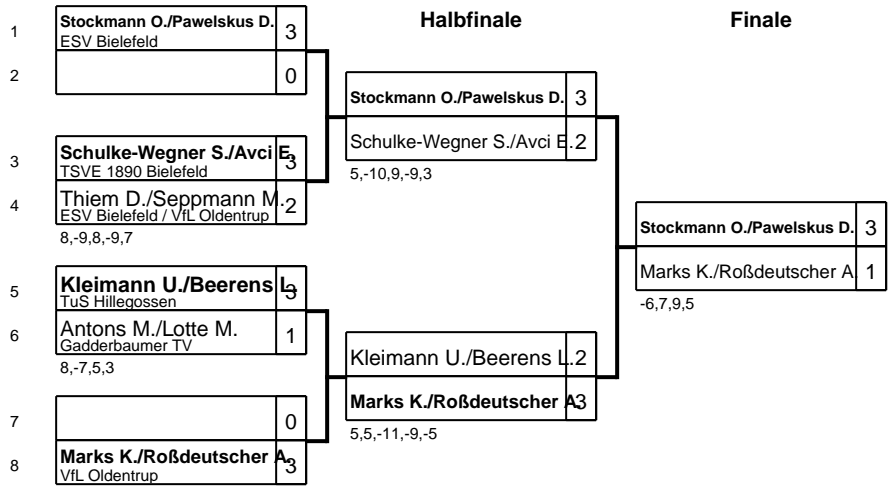 Halbfinale
Finale
1
Stockmann O./Pawelskus D. 3
ESV Bielefeld
2
0
3
Schulke-Wegner S./Avci E. 3
TSVE 1890 Bielefeld
4
Thiem D./Seppmann M. 2
ESV Bielefeld / VfL Oldentrup
8,-9,8,-9,7
5
Kleimann U./Beerens L. 3
TuS Hillegossen
6
Antons M./Lotte M. 1
Gadderbaumer TV
8,-7,5,3
7
0
8
Marks K./Roßdeutscher A. 3
VfL Oldentrup
Stockmann O./Pawelskus D. 3
Schulke-Wegner S./Avci E. 2
5,-10,9,-9,3
Kleimann U./Beerens L. 2
Marks K./Roßdeutscher A. 3
5,5,-11,-9,-5
Stockmann O./Pawelskus D. 3
Marks K./Roßdeutscher A. 1
-6,7,9,5